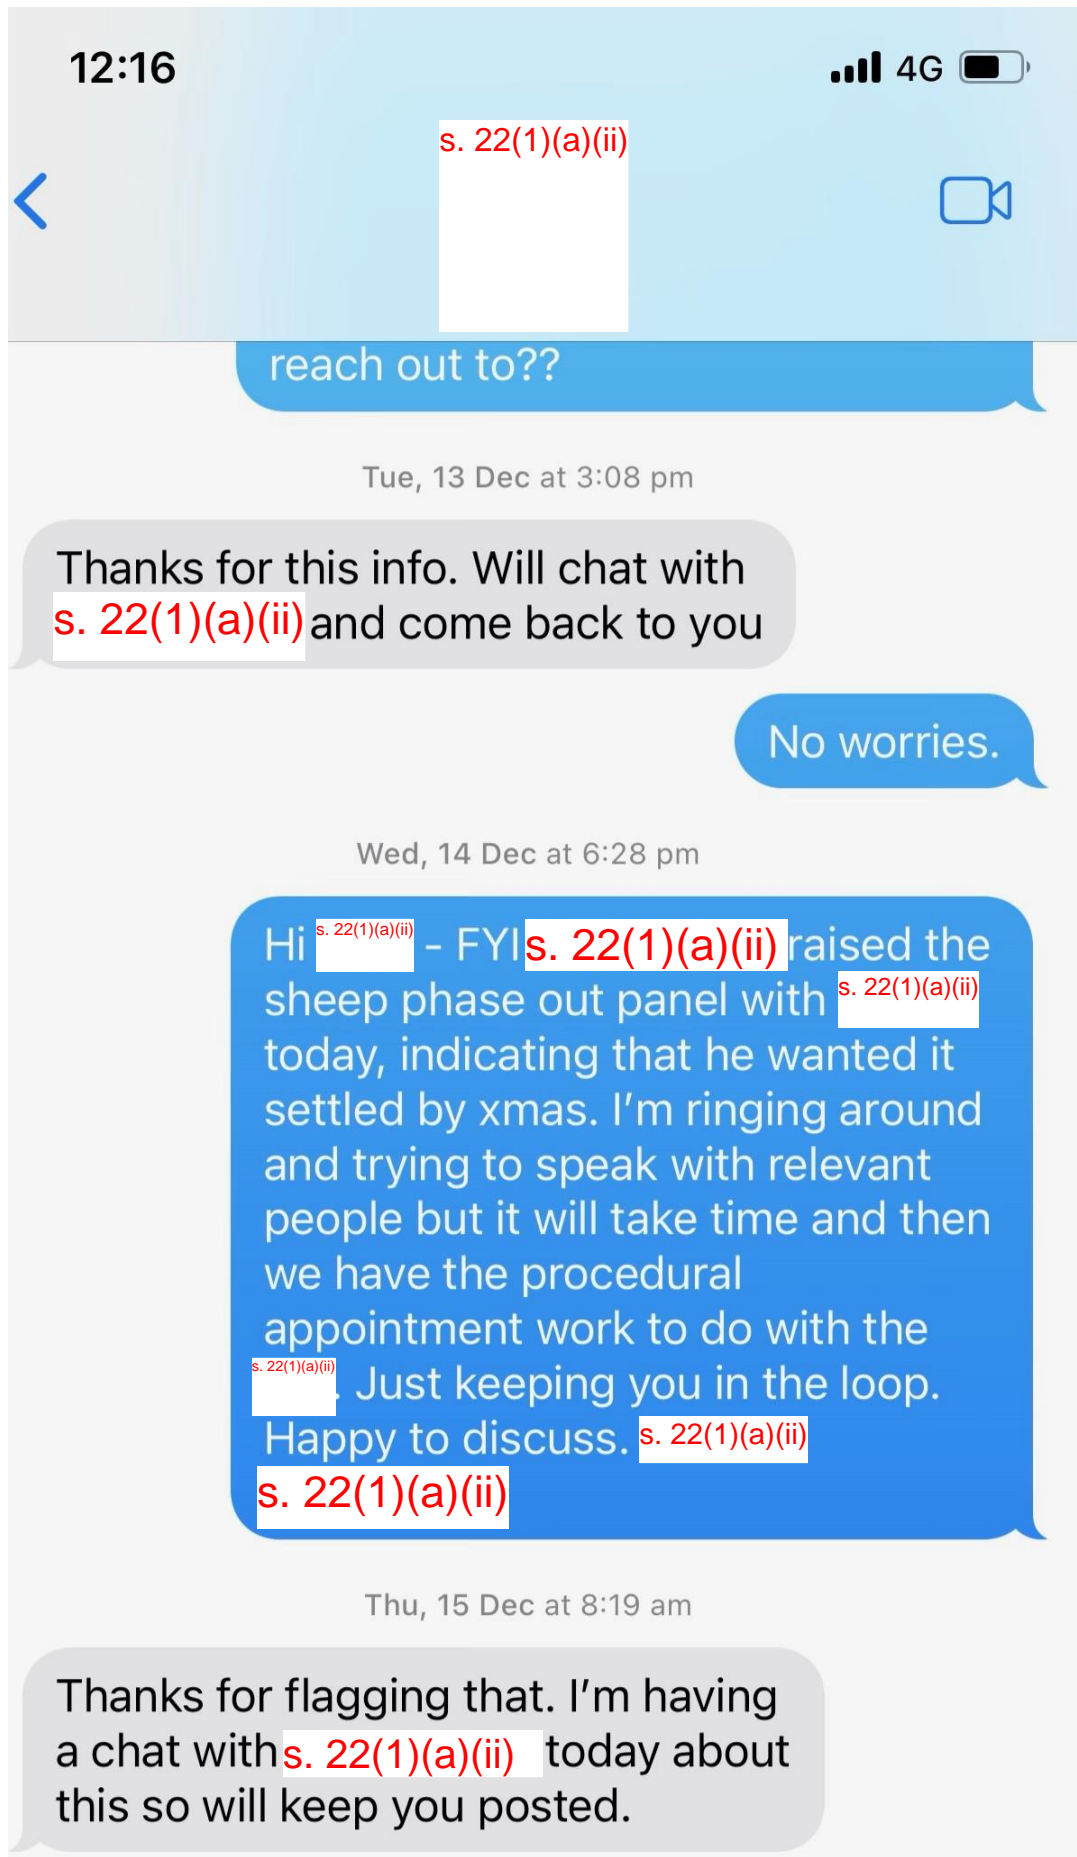 12:16 4G
s. 22(1)(a)(ii)
reach out to??
Tue, 13 Dec at 3:08 pm
Thanks for this info. Will chat with
s. 22(1)(a)(ii) and come back to you
No worries.
Wed, 14 Dec at 6:28 pm
Hi s. 22(1)(a)(ii) - FYI s. 22(1)(a)(ii) raised the
sheep phase out panel with s. 22(1)(a)(ii)
today, indicating that he wanted it
settled by xmas. I'm ringing around
and trying to speak with relevant
people but it will take time and then
we have the procedural
appointment work to do with the
s. 22(1)(a)(ii) . Just keeping you in the loop.
Happy to discuss. s. 22(1)(a)(ii)
s. 22(1)(a)(ii)
Thu, 15 Dec at 8:19 am
Thanks for flagging that. I'm having
a chat with s. 22(1)(a)(ii) today about
this so will keep you posted.